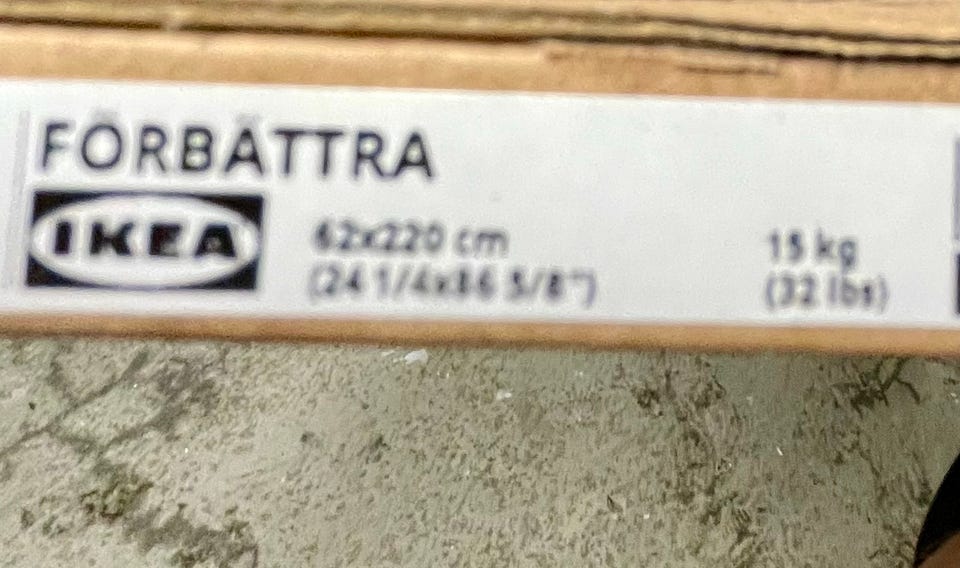 FÖRBÄTTRA
IKEA
62x220 cm
(24 1/4x86 5/8")
15 kg
(32 lbs)